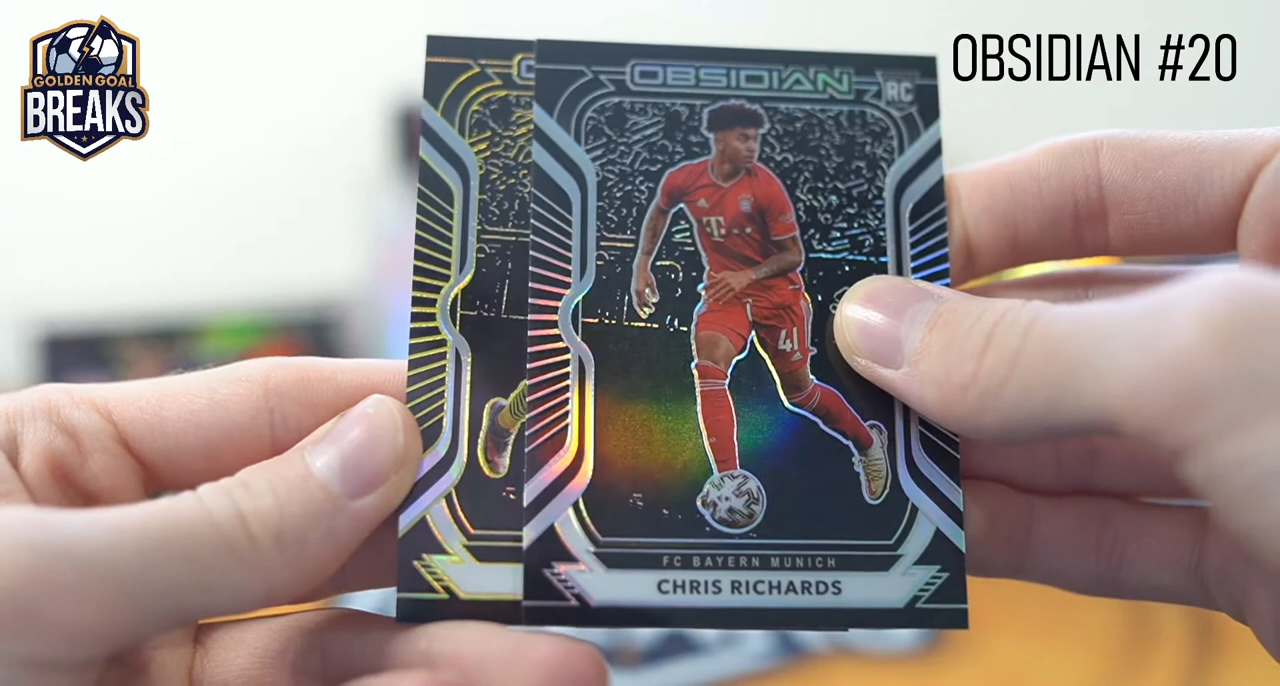 GOLDEN GOAL
BREAKS
OBSIDIAN #20
OBSIDIAN
RC
T
41
FC BAYERN MUNICH
CHRIS RICHARDS